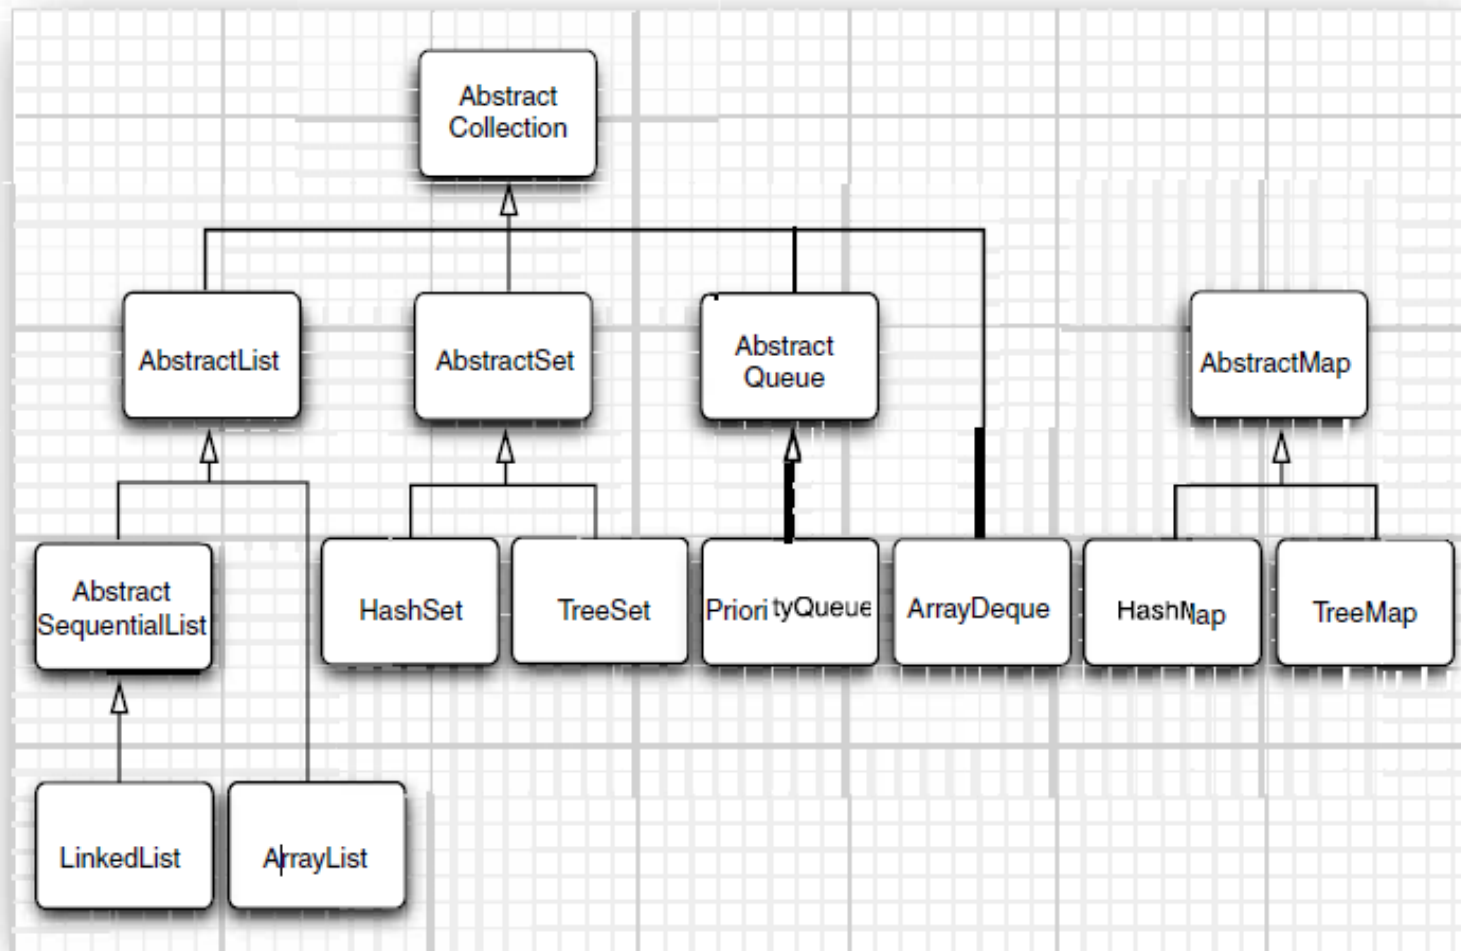 Abstract
Collection
AbstractList
AbstractSet
Abstract
Queue
AbstractMap
Abstract
SequentialList
HashSet
TreeSet
PriorityQueue
ArrayDeque
HashMap
TreeMap
LinkedList
ArrayList